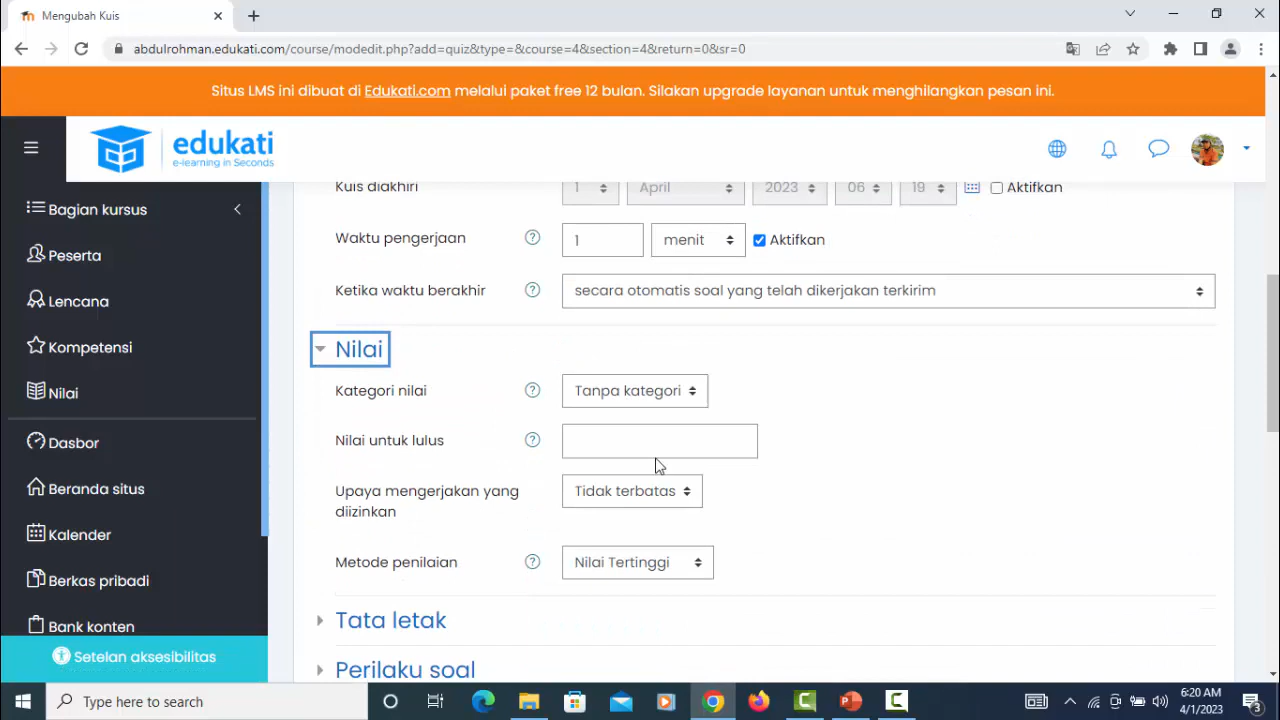 Mengubah Kuis
abdulrohman.edukati.com/course/modedit.php?add=quiz&type=&course=4&section=4&return=0&sr=0
Situs LMS ini dibuat di Edukati.com melalui paket free 12 bulan. Silakan upgrade layanan untuk menghilangkan pesan ini.
edukati
e-learning in Seconds
Bagian kursus
Peserta
Lencana
Kompetensi
Nilai
Dasbor
Beranda situs
Kalender
Berkas pribadi
Bank konten
Setelan aksesibilitas
Kuis diakhiri 1 April 2023 06 19 Aktifkan
Waktu pengerjaan ? 1 menit Aktifkan
Ketika waktu berakhir ? secara otomatis soal yang telah dikerjakan terkirim
Nilai
Kategori nilai ? Tanpa kategori
Nilai untuk lulus ?
Upaya mengerjakan yang diizinkan Tidak terbatas
Metode penilaian ? Nilai Tertinggi
Tata letak
Perilaku soal
Type here to search
6:20 AM
4/1/2023
3